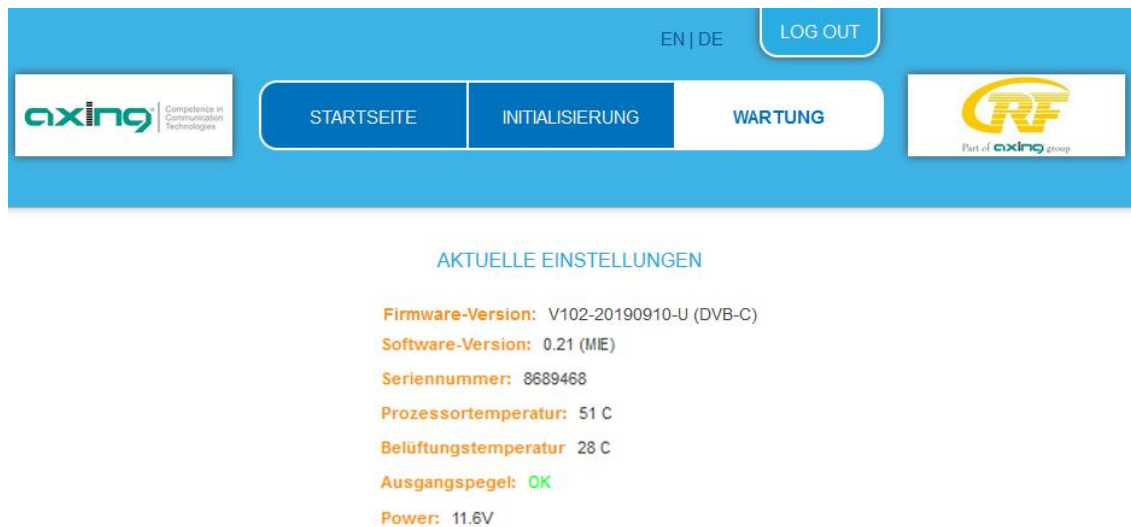 EN | DE
LOG OUT
axing
Competence in
Communication
Technologies
STARTSEITE
INITIALISIERUNG
WARTUNG
CRF
Part of axing group
AKTUELLE EINSTELLUNGEN
Firmware-Version: V102-20190910-U (DVB-C)
Software-Version: 0.21 (MIE)
Seriennummer: 8689468
Prozessortemperatur: 51 C
Belüftungstemperatur 28 C
Ausgangspegel: OK
Power: 11.6V